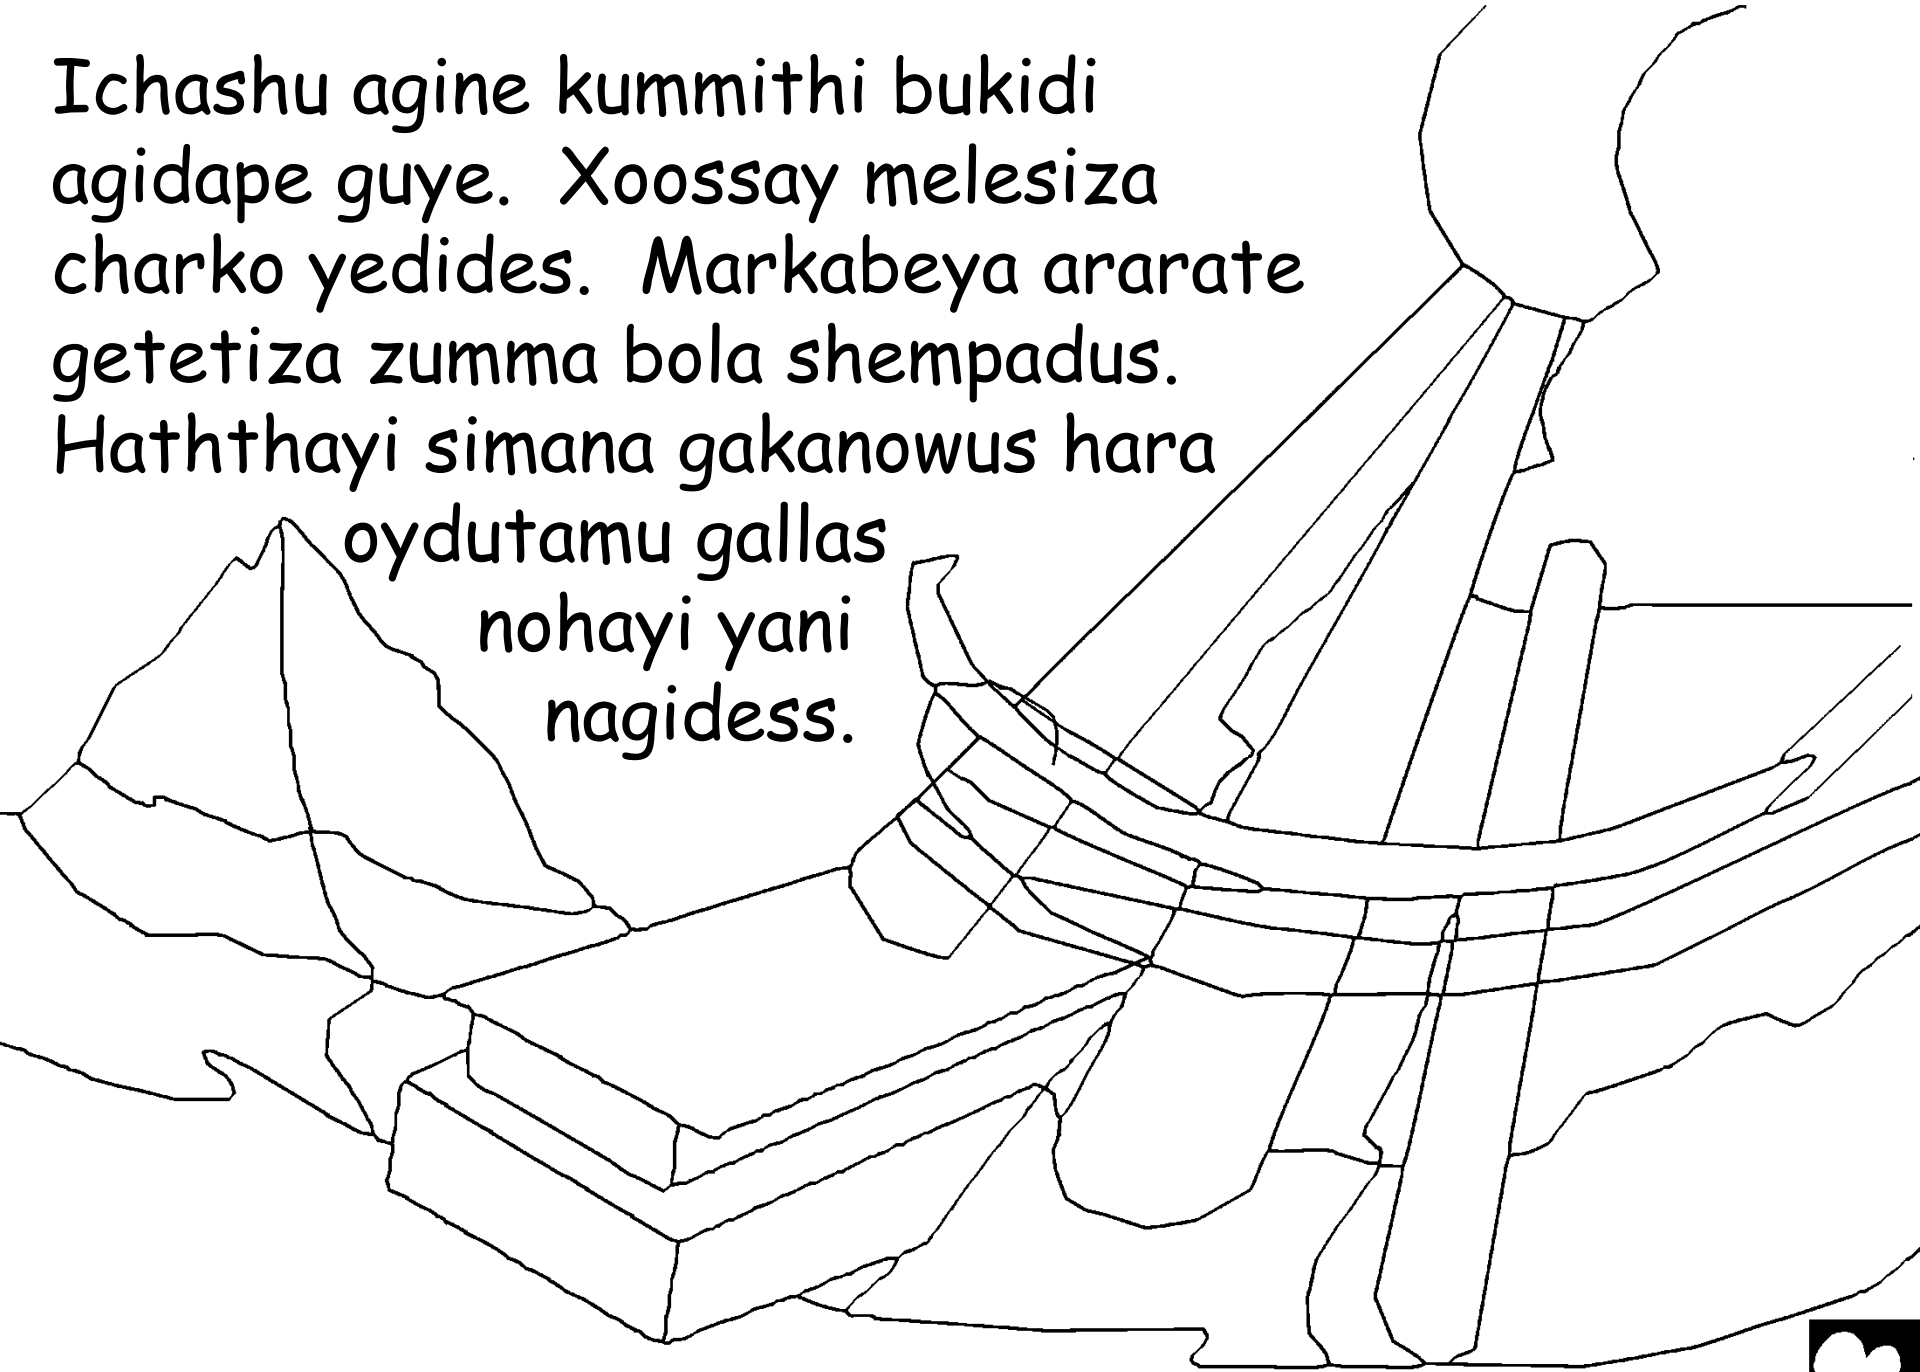 Ichashu agine kummithi bukidi
agidape guye.  Xoossay melesiza
charko yedides.  Markabeya ararate
getetiza zumma bola shempadus.
Haththayi simana gakanowus hara
oydutamu gallas
nohayi yani
nagidess.